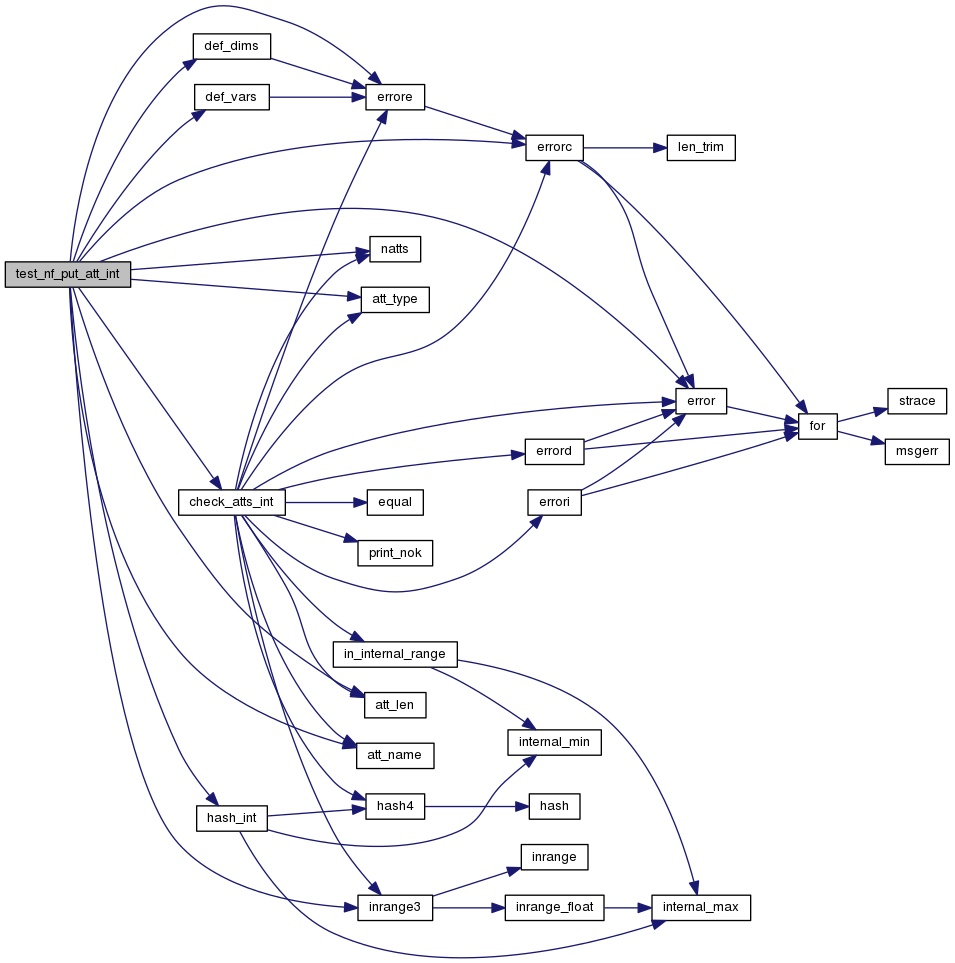 def_dims
def_vars
errore
errorc
len_trim
natts
test_nf_put_att_int
att_type
error
strace
for
errord
msgerr
check_atts_int
equal
errori
print_nok
in_internal_range
att_len
internal_min
att_name
hash4
hash
hash_int
inrange
inrange3
inrange_float
internal_max